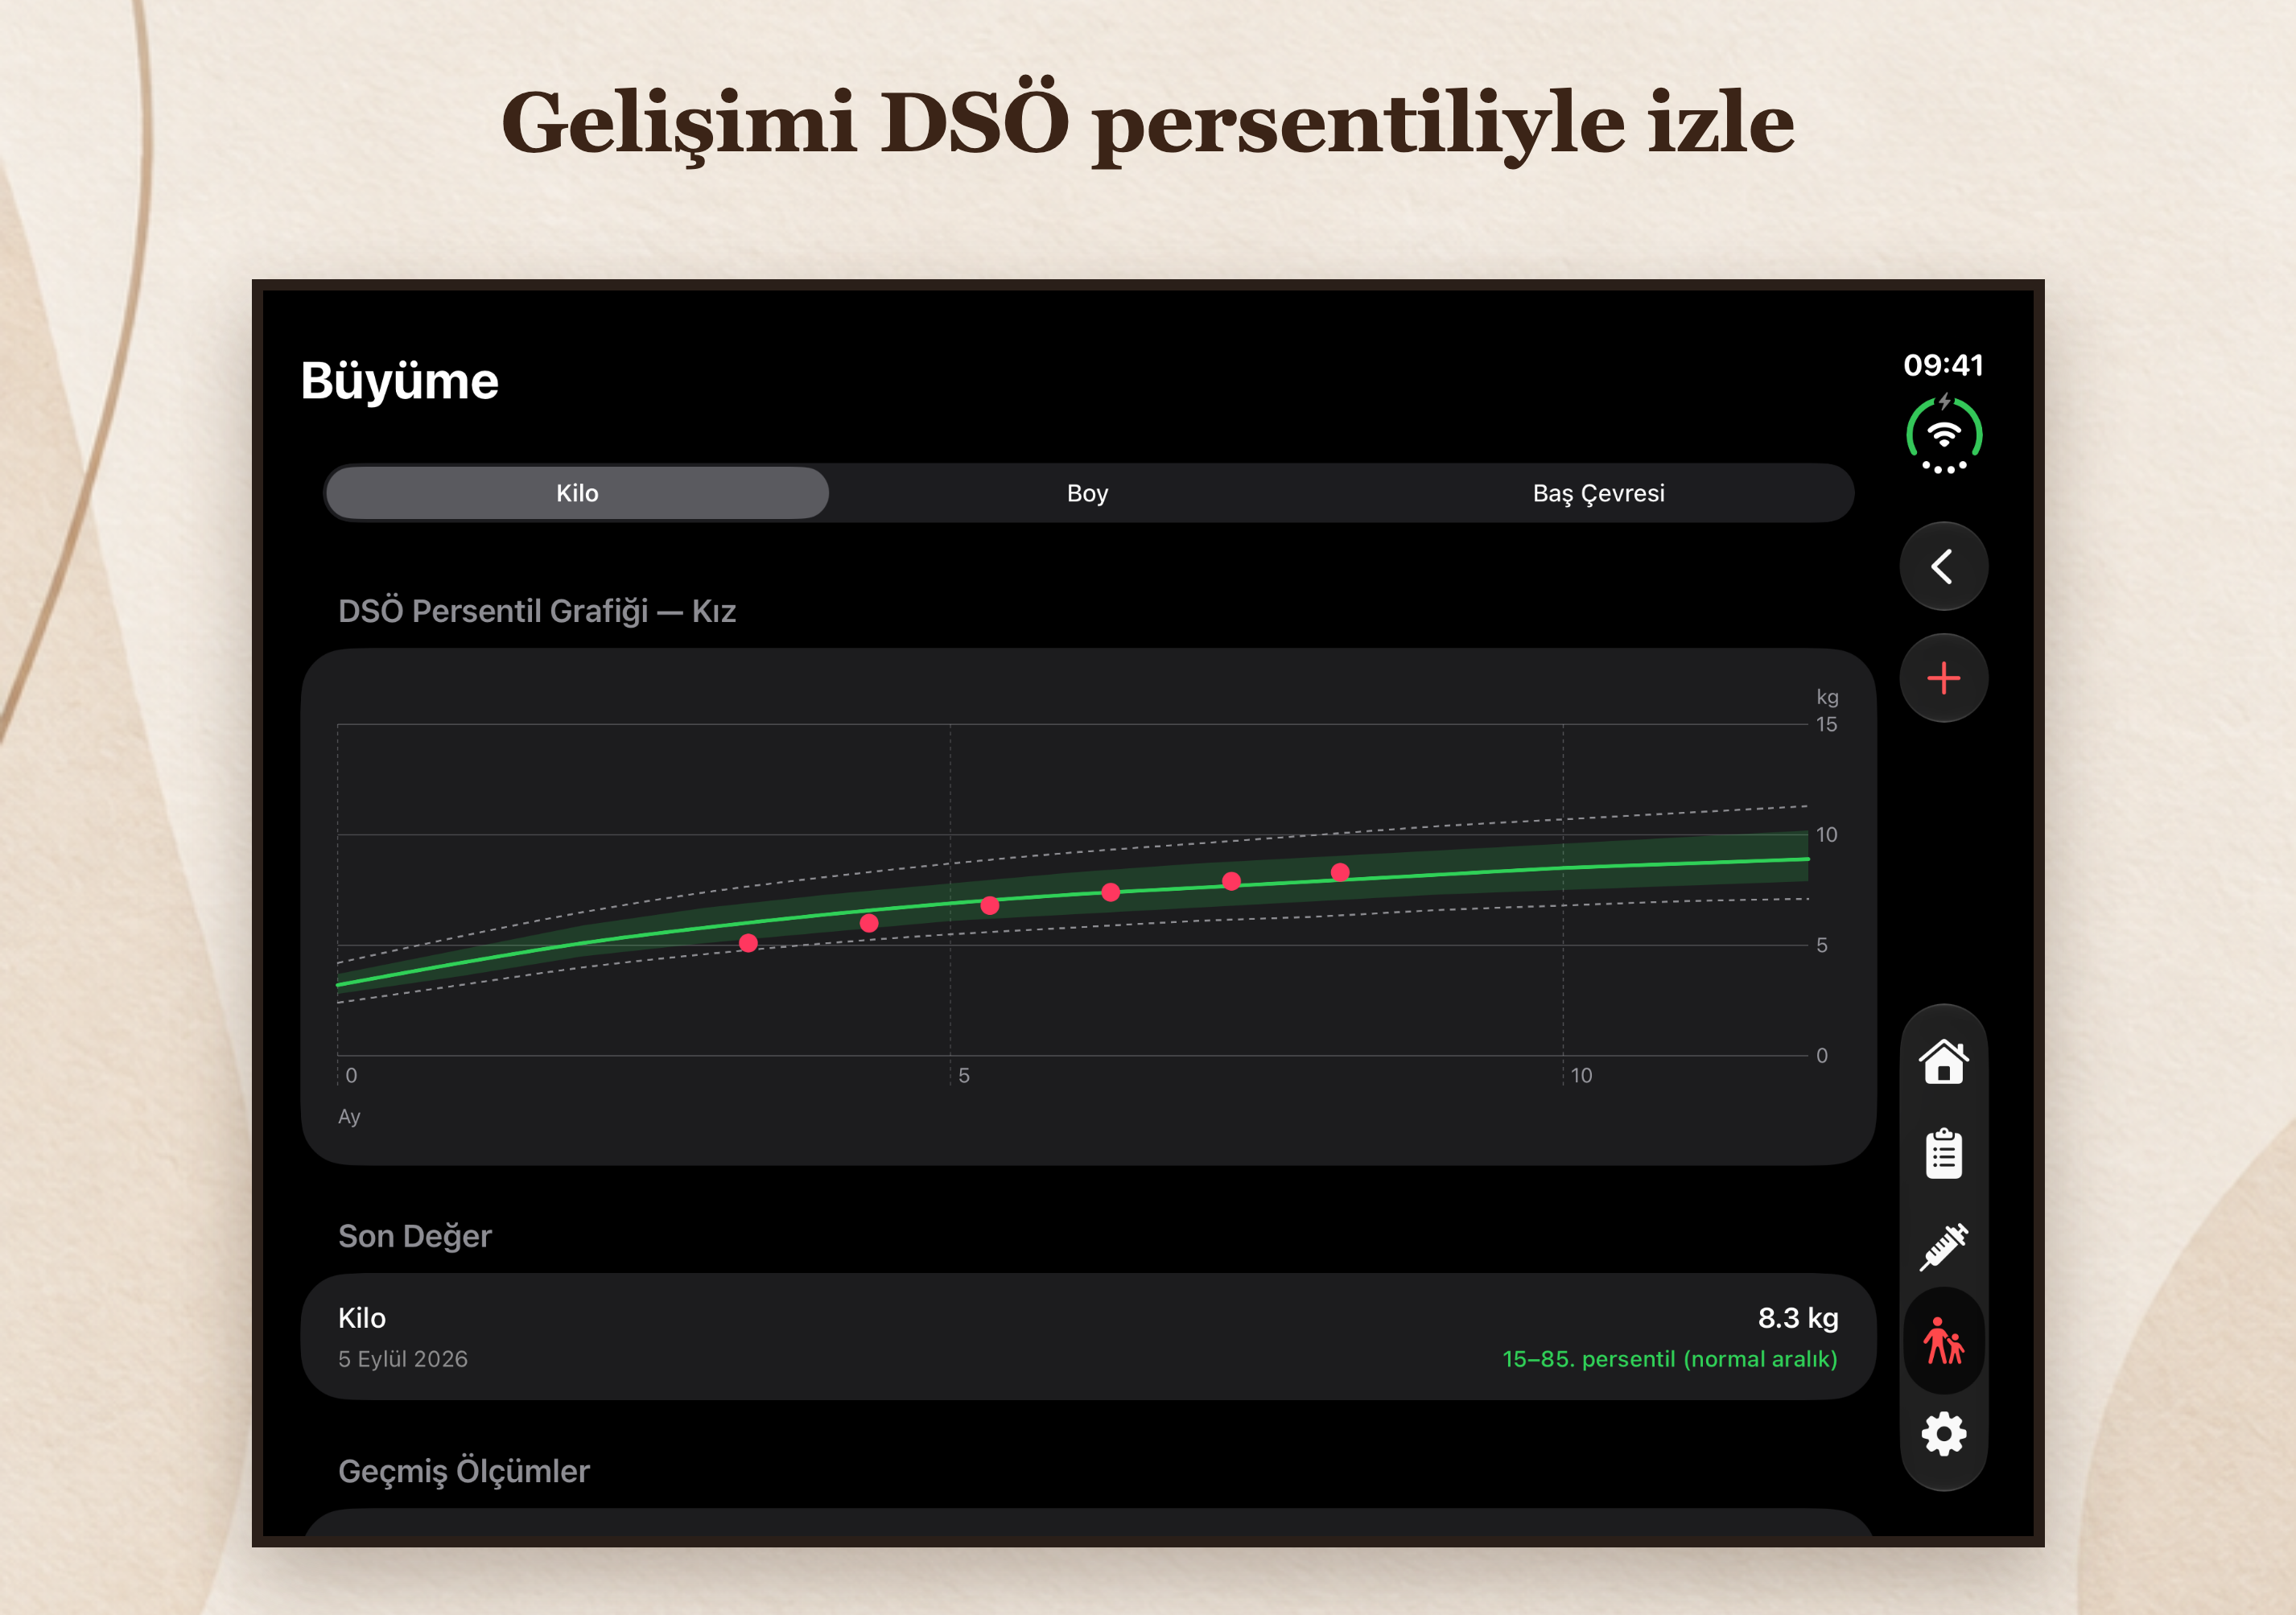 Gelişimi DSÖ persentiliyle izle
Büyüme
09:41
Kilo
Boy
Baş Çevresi
DSÖ Persentil Grafiği — Kız
kg
15
10
5
0
0
5
10
Ay
Son Değer
Kilo
8.3 kg
5 Eylül 2026
15–85. persentil (normal aralık)
Geçmiş Ölçümler